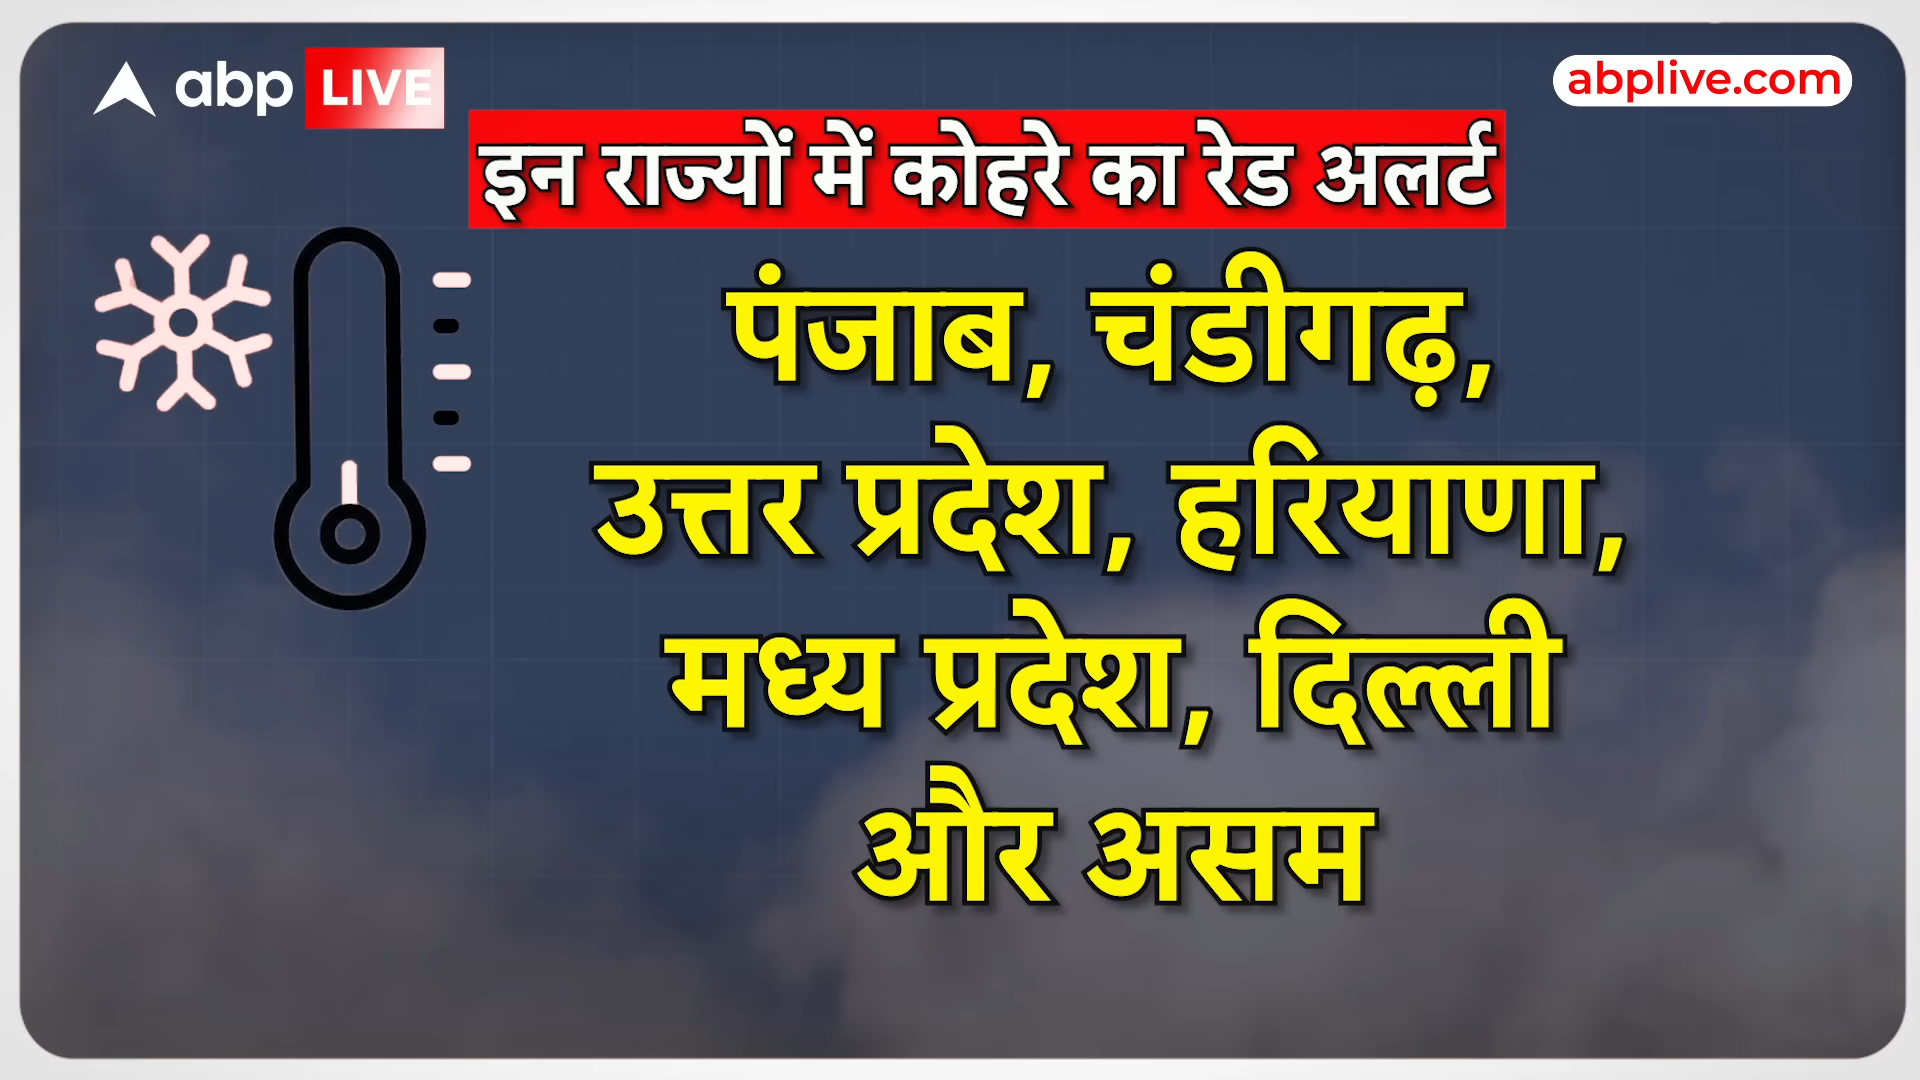 abp LIVE
abplive.com
इन राज्यों में कोहरे का रेड अलर्ट
पंजाब, चंडीगढ़,
उत्तर प्रदेश, हरियाणा,
मध्य प्रदेश, दिल्ली
और असम